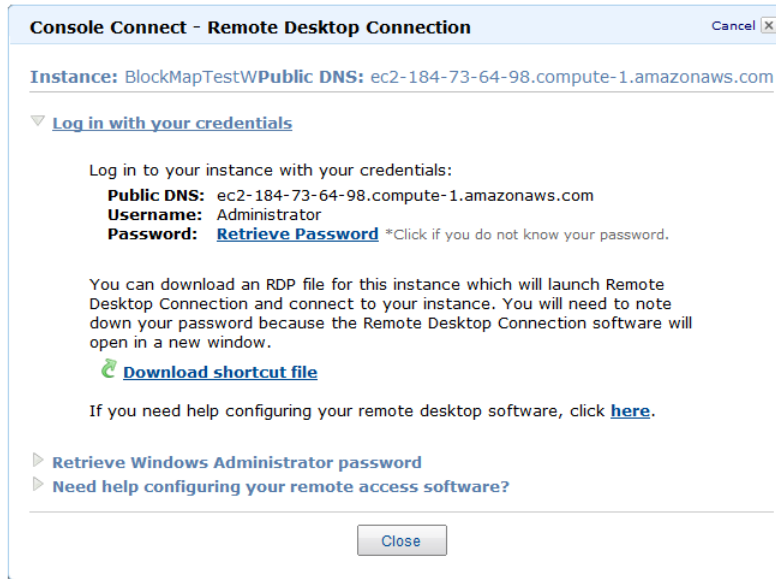 Console Connect - Remote Desktop Connection Cancel
Instance: BlockMapTestWPublic DNS: ec2-184-73-64-98.compute-1.amazonaws.com
Log in with your credentials
Log in to your instance with your credentials:
Public DNS: ec2-184-73-64-98.compute-1.amazonaws.com
Username: Administrator
Password: Retrieve Password *Click if you do not know your password.
You can download an RDP file for this instance which will launch Remote
Desktop Connection and connect to your instance. You will need to note
down your password because the Remote Desktop Connection software will
open in a new window.
Download shortcut file
If you need help configuring your remote desktop software, click here.
Retrieve Windows Administrator password
Need help configuring your remote access software?
Close